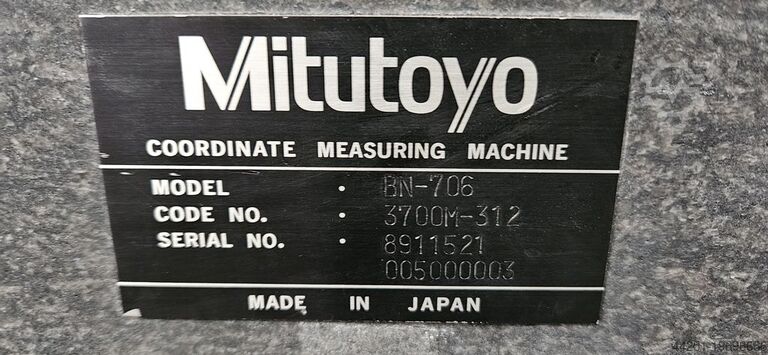 Mitutoyo
COORDINATE MEASURING MACHINE
MODEL · BN-706
CODE NO. · 3700M-312
SERIAL NO. · 8911521
005000003
MADE IN JAPAN